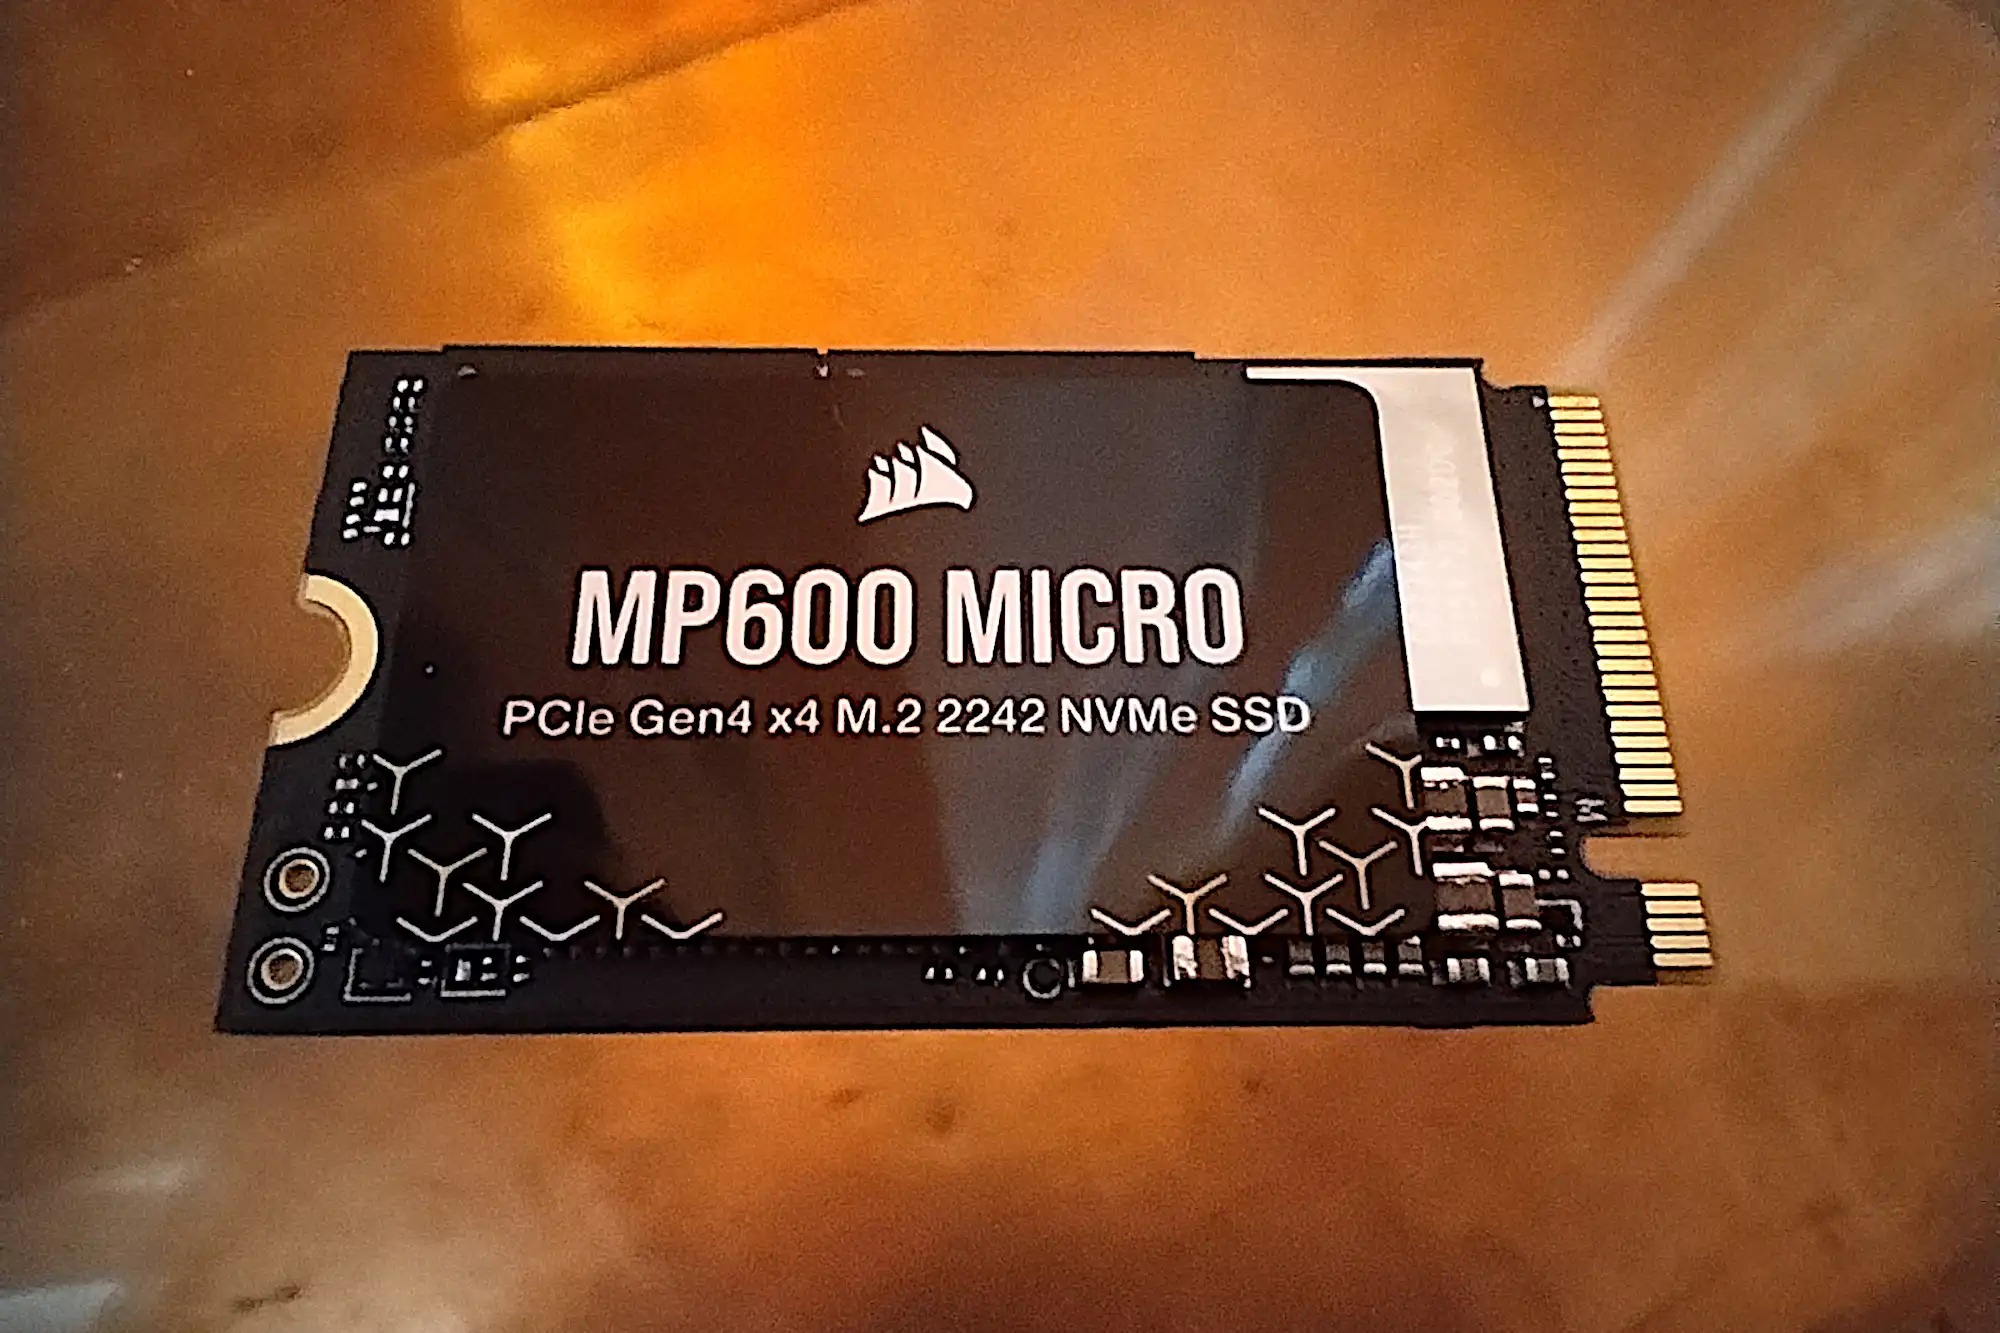 MP600 MICRO
PCIe Gen4 x4 M.2 2242 NVMe SSD